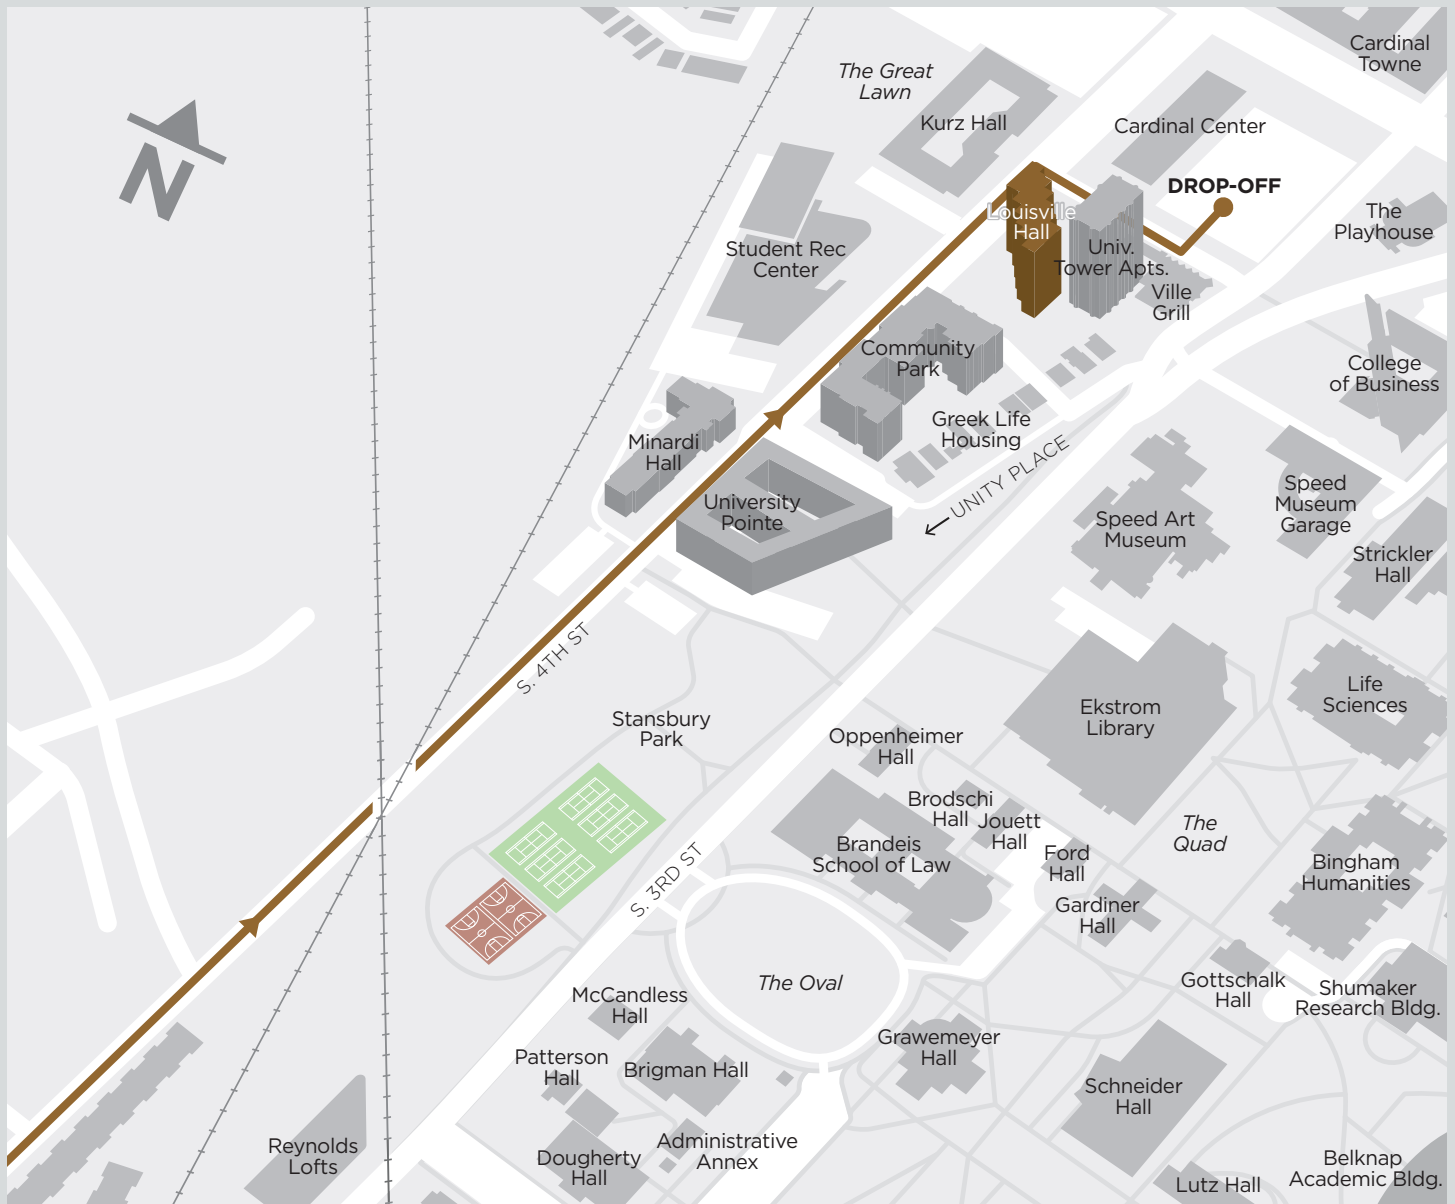 Cardinal
Towne
The Great
Lawn
Kurz Hall
Cardinal Center
N
DROP-OFF
Louisville
Hall
The
Playhouse
Student Rec
Center
Univ.
Tower Apts.
Ville
Grill
Community
Park
College
of Business
Greek Life
Housing
Minardi
Hall
UNITY PLACE
University
Pointe
Speed Art
Museum
Speed
Museum
Garage
Strickler
Hall
S. 4TH ST
Ekstrom
Library
Life
Sciences
Stansbury
Park
Oppenheimer
Hall
Brodschi
Hall
Jouett
Hall
The
Quad
Brandeis
School of Law
Ford
Hall
Bingham
Humanities
S. 3RD ST
Gardiner
Hall
The Oval
Gottschalk
Hall
Shumaker
Research Bldg.
McCandless
Hall
Grawemeyer
Hall
Patterson
Hall
Brigman Hall
Schneider
Hall
Reynolds
Lofts
Dougherty
Hall
Administrative
Annex
Belknap
Academic Bldg.
Lutz Hall